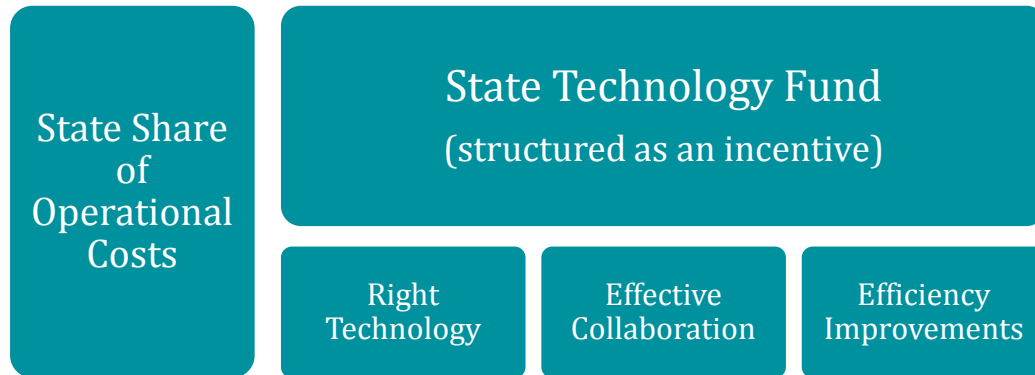 State Share
of
Operational
Costs
State Technology Fund
(structured as an incentive)
Right
Technology
Effective
Collaboration
Efficiency
Improvements